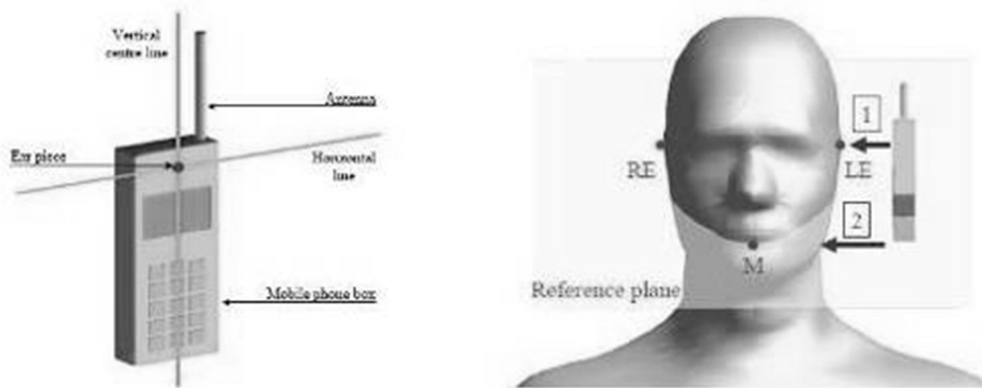 Vertical
centre line
Antenna
Ear piece
Horizontal
line
Mobile phone box
1
RE
LE
2
M
Reference plane